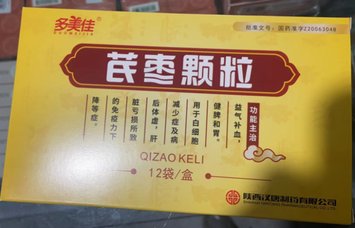 多美佳
DUOMEIJIA
批准文号：国药准字Z20063048
芪枣颗粒
功能主治
益气补血，
健脾和胃。
用于白细胞
减少症及病
后体虚，肝
脏亏损所致
的免疫力下
降等症。
QIZAO KELI
12袋/盒
陕西汉唐制药有限公司